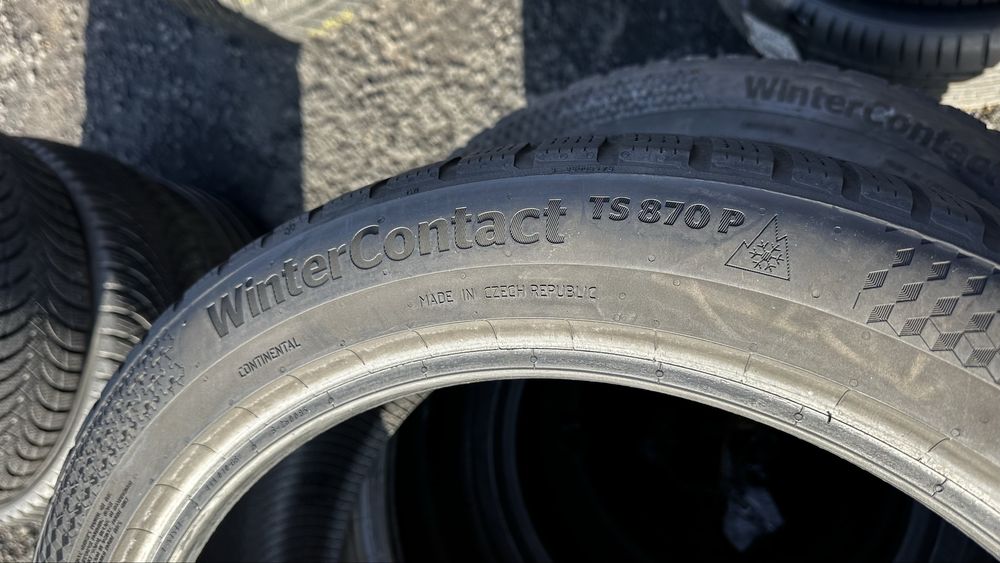 WinterContact
WinterContact TS 870 P
MADE IN CZECH REPUBLIC
CONTINENTAL